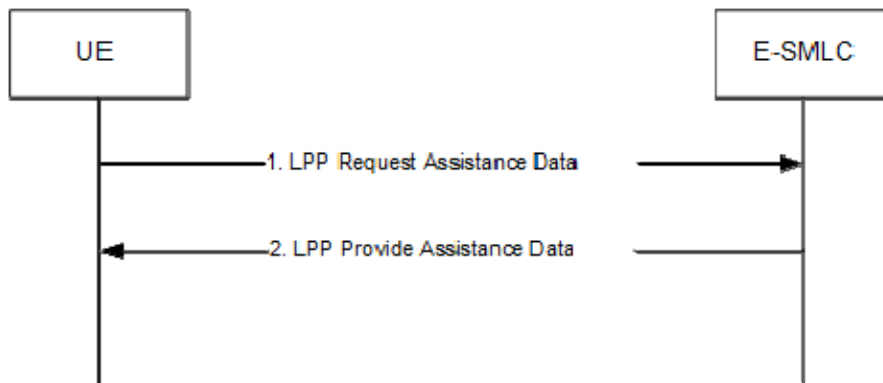 UE
E-SMLC
1. LPP Request Assistance Data
2. LPP Provide Assistance Data